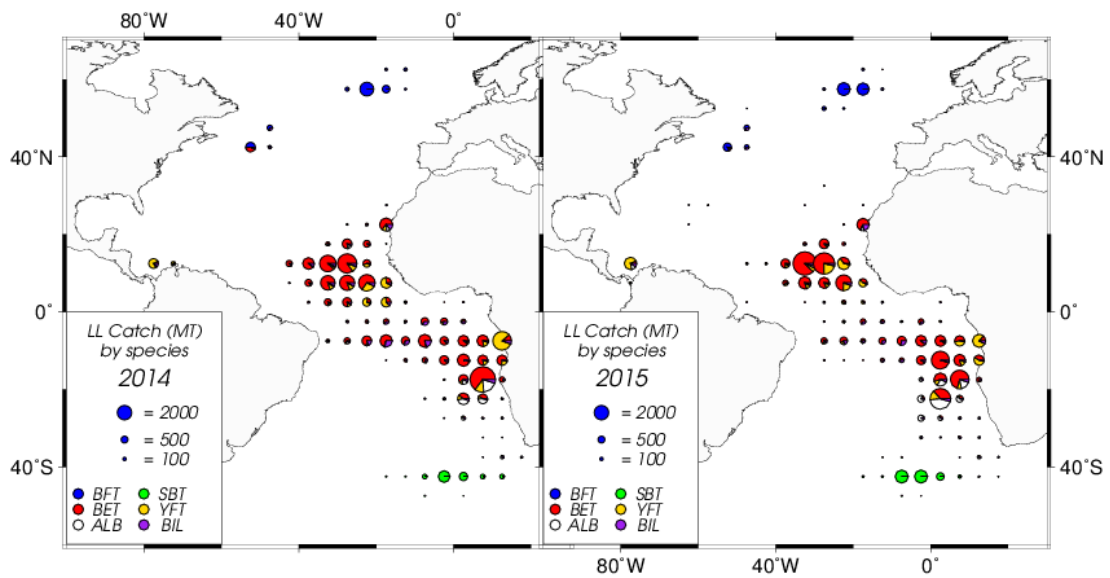 80°W 40°W 0°
40°N 40°N
0° 0°
40°S 40°S
LL Catch (MT)
by species
2014
= 2000
= 500
= 100
BFT SBT
BET YFT
ALB BIL
LL Catch (MT)
by species
2015
= 2000
= 500
= 100
BFT SBT
BET YFT
ALB BIL
80°W 40°W 0°